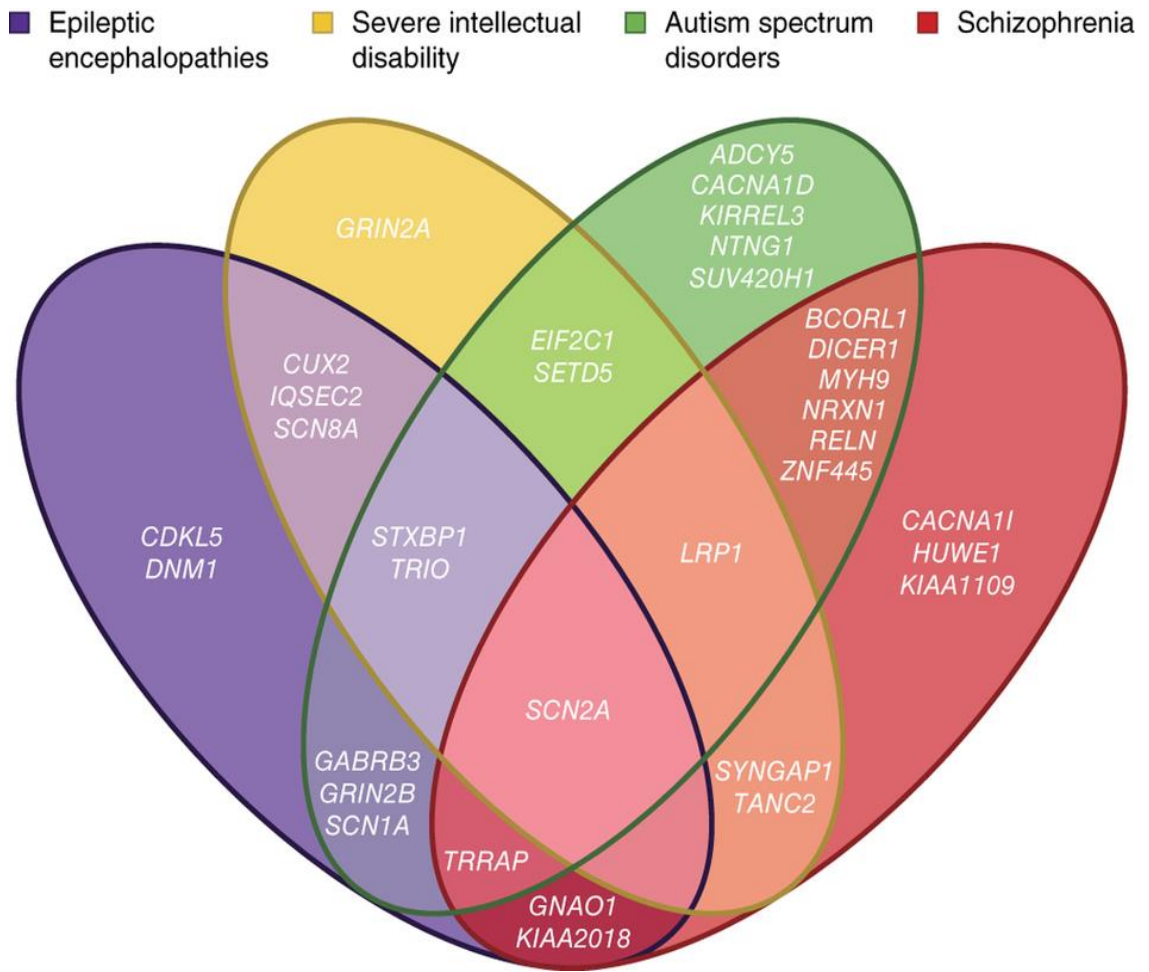 Epileptic
encephalopathies
Severe intellectual
disability
Autism spectrum
disorders
Schizophrenia
GRIN2A
ADCY5
CACNA1D
KIRREL3
NTNG1
SUV420H1
EIF2C1
SETD5
BCORL1
DICER1
MYH9
NRXN1
RELN
ZNF445
CUX2
IQSEC2
SCN8A
CDKL5
DNM1
STXBP1
TRIO
LRP1
CACNA1I
HUWE1
KIAA1109
SCN2A
GABRB3
GRIN2B
SCN1A
SYNGAP1
TANC2
TRRAP
GNAO1
KIAA2018